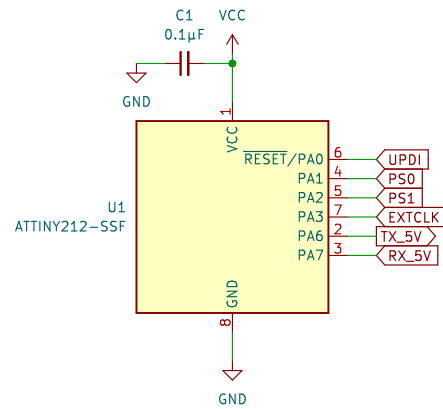 C1
0.1µF
VCC
GND
1
VCC
RESET/PA0 6 UPDI
PA1 4 PS0
PA2 5 PS1
PA3 7 EXTCLK
PA6 2 TX_5V
PA7 3 RX_5V
U1
ATTINY212-SSF
GND
8
GND